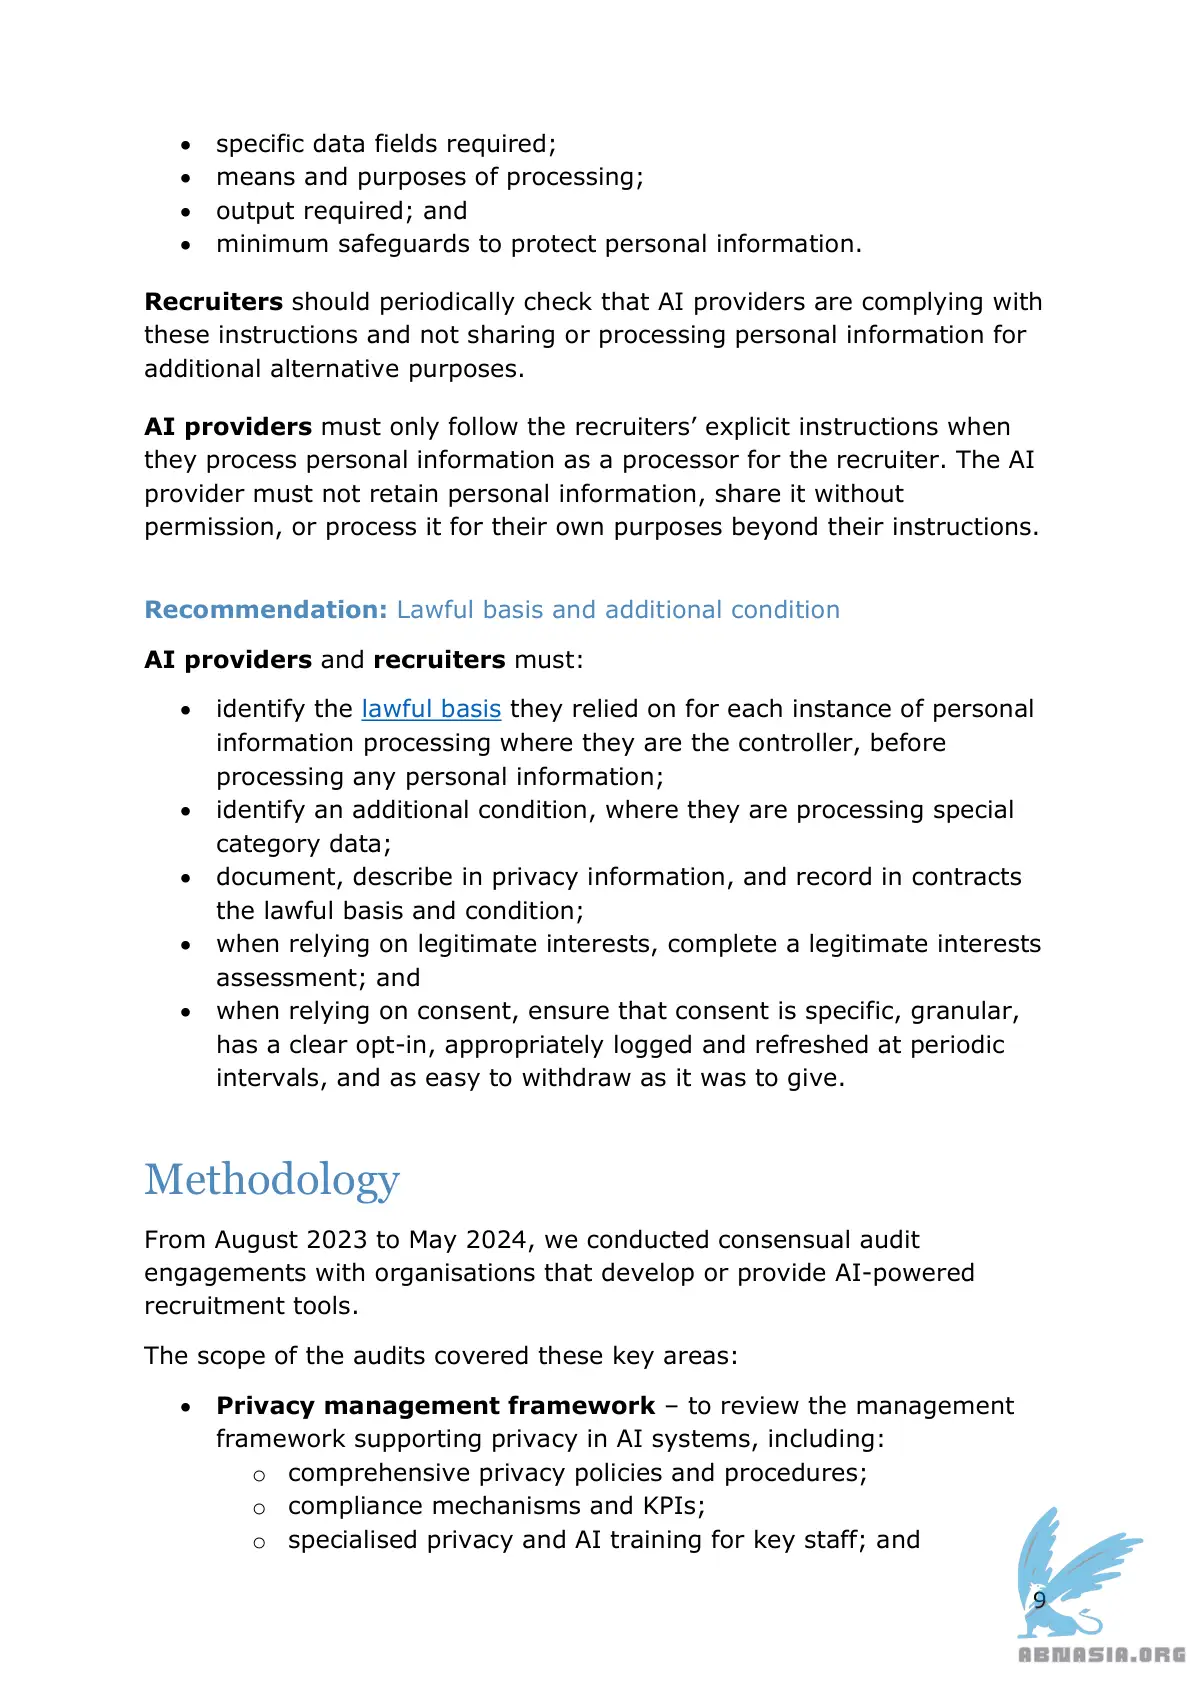 • specific data fields required;
• means and purposes of processing;
• output required; and
• minimum safeguards to protect personal information.
Recruiters should periodically check that AI providers are complying with
these instructions and not sharing or processing personal information for
additional alternative purposes.
AI providers must only follow the recruiters’ explicit instructions when
they process personal information as a processor for the recruiter. The AI
provider must not retain personal information, share it without
permission, or process it for their own purposes beyond their instructions.
Recommendation: Lawful basis and additional condition
AI providers and recruiters must:
• identify the lawful basis they relied on for each instance of personal
information processing where they are the controller, before
processing any personal information;
• identify an additional condition, where they are processing special
category data;
• document, describe in privacy information, and record in contracts
the lawful basis and condition;
• when relying on legitimate interests, complete a legitimate interests
assessment; and
• when relying on consent, ensure that consent is specific, granular,
has a clear opt-in, appropriately logged and refreshed at periodic
intervals, and as easy to withdraw as it was to give.
Methodology
From August 2023 to May 2024, we conducted consensual audit
engagements with organisations that develop or provide AI-powered
recruitment tools.
The scope of the audits covered these key areas:
• Privacy management framework – to review the management
framework supporting privacy in AI systems, including:
o comprehensive privacy policies and procedures;
o compliance mechanisms and KPIs;
o specialised privacy and AI training for key staff; and
9
ABNASIA.ORG